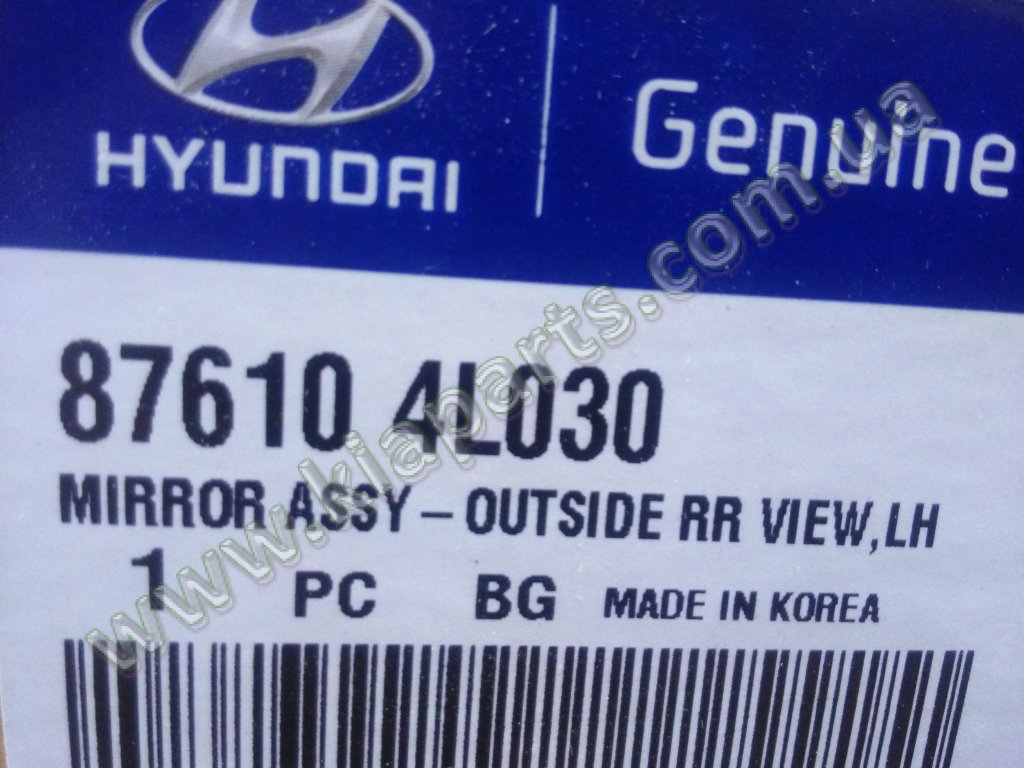 HYUNDAI
Genuine
87610 4L030
MIRROR ASSY – OUTSIDE RR VIEW,LH
1 PC BG MADE IN KOREA
www.kiaparts.com.ua